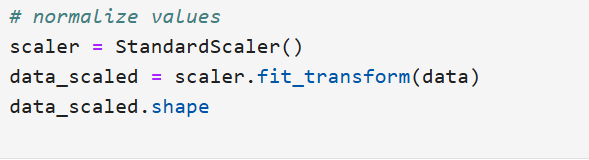 # normalize values
scaler = StandardScaler()
data_scaled = scaler.fit_transform(data)
data_scaled.shape